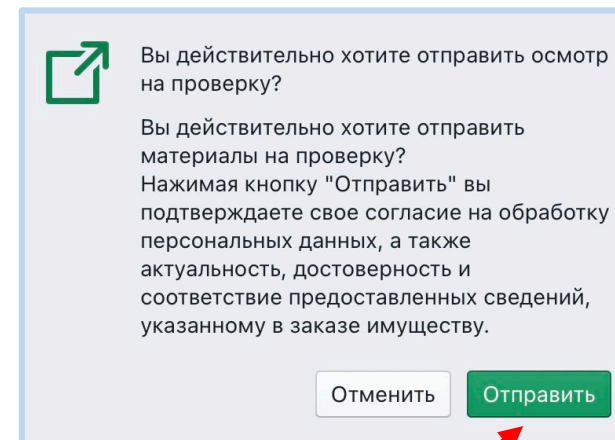 Вы действительно хотите отправить осмотр
на проверку?
Вы действительно хотите отправить
материалы на проверку?
Нажимая кнопку "Отправить" вы
подтверждаете свое согласие на обработку
персональных данных, а также
актуальность, достоверность и
соответствие предоставленных сведений,
указанному в заказе имуществу.
Отменить
Отправить